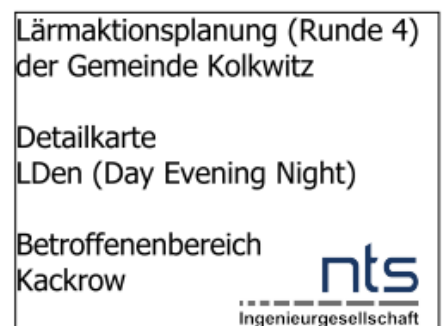 Lärmaktionsplanung (Runde 4)
der Gemeinde Kolkwitz
Detailkarte
LDen (Day Evening Night)
Betroffenenbereich
Kackrow
nts
Ingenieurgesellschaft